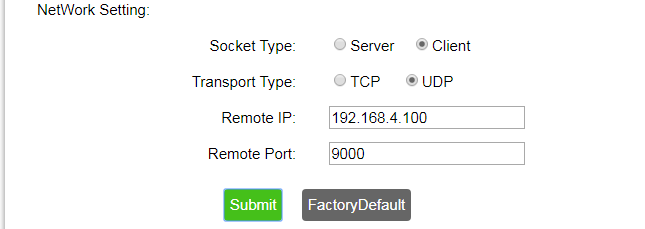 NetWork Setting:
Socket Type: Server Client
Transport Type: TCP UDP
Remote IP: 192.168.4.100
Remote Port: 9000
Submit FactoryDefault